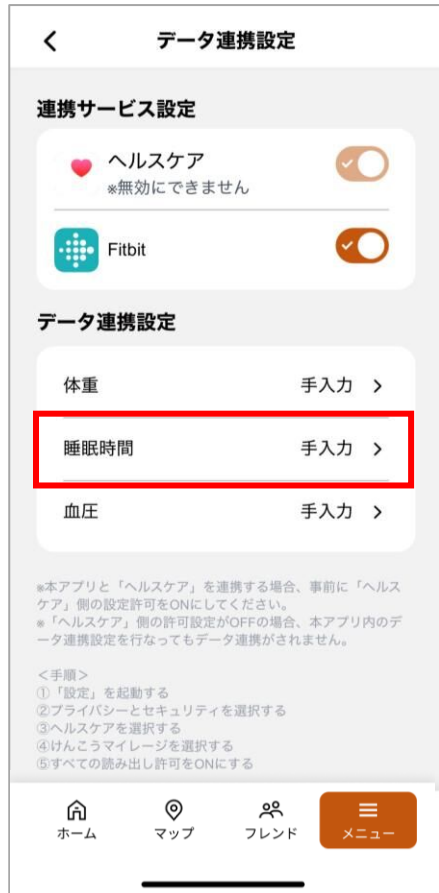 データ連携設定
連携サービス設定
ヘルスケア
※無効にできません
Fitbit
データ連携設定
体重 手入力
睡眠時間 手入力
血圧 手入力
※本アプリと「ヘルスケア」を連携する場合、事前に「ヘルス
ケア」側の設定許可をONにしてください。
※「ヘルスケア」側の許可設定がOFFの場合、本アプリ内のデ
ータ連携設定を行なってもデータ連携がされません。
＜手順＞
①「設定」を起動する
②プライバシーとセキュリティを選択する
③ヘルスケアを選択する
④けんこうマイレージを選択する
⑤すべての読み出し許可をONにする
ホーム マップ フレンド メニュー